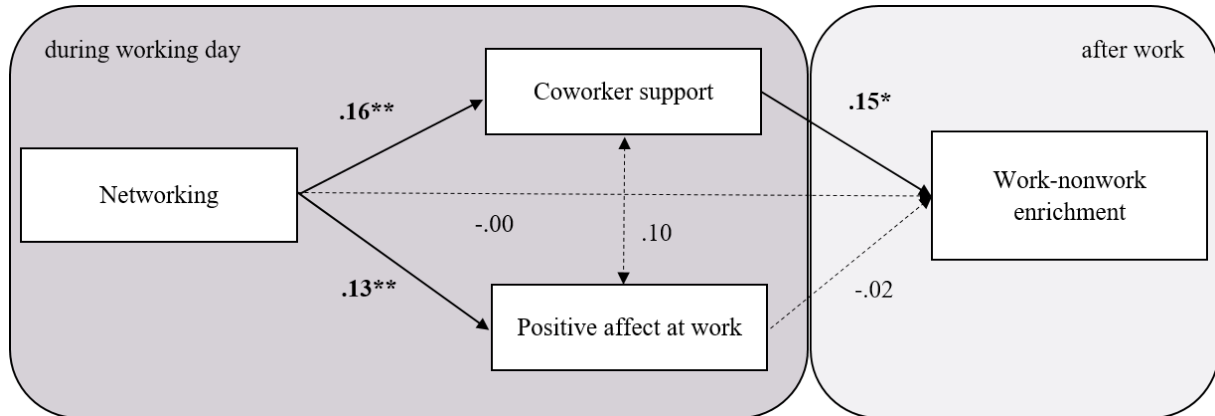 during working day
after work
Coworker support
.16**
.15*
Networking
Work-nonwork
enrichment
-.00
.10
.13**
-.02
Positive affect at work